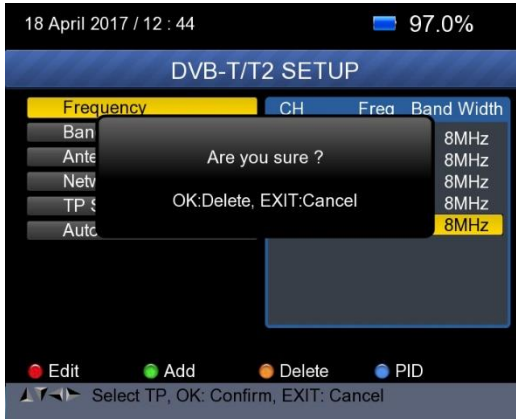 18 April 2017 / 12 : 44 97.0%
DVB-T/T2 SETUP
Frequency
CH Freq Band Width
8MHz
8MHz
8MHz
8MHz
8MHz
Are you sure ?
OK:Delete, EXIT:Cancel
Edit Add Delete PID
Select TP, OK: Confirm, EXIT: Cancel